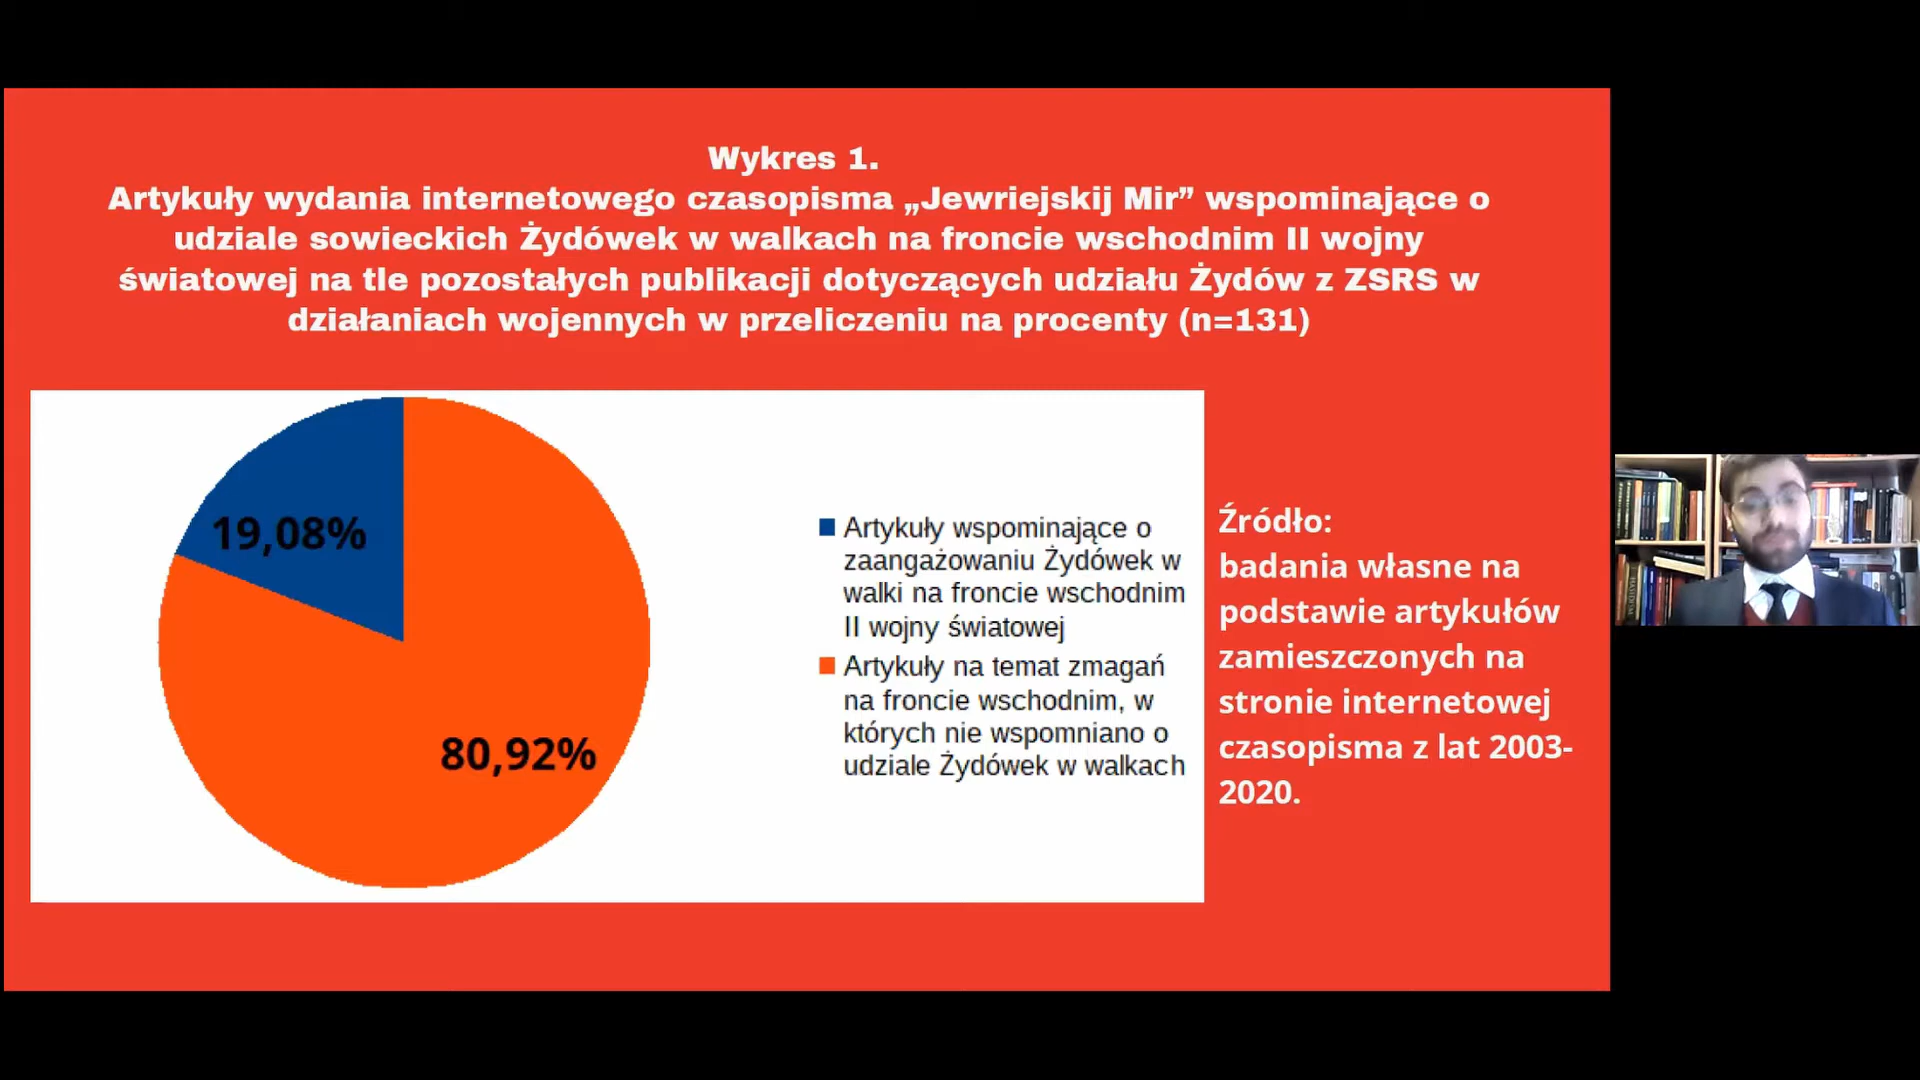 Wykres 1.
Artykuły wydania internetowego czasopisma „Jewriejskij Mir” wspominające o
udziale sowieckich Żydówek w walkach na froncie wschodnim II wojny
światowej na tle pozostałych publikacji dotyczących udziału Żydów z ZSRS w
działaniach wojennych w przeliczeniu na procenty (n=131)
19,08%
80,92%
Artykuły wspominające o
zaangażowaniu Żydówek w
walki na froncie wschodnim
II wojny światowej
Artykuły na temat zmagań
na froncie wschodnim, w
których nie wspomniano o
udziale Żydówek w walkach
Źródło:
badania własne na
podstawie artykułów
zamieszczonych na
stronie internetowej
czasopisma z lat 2003-
2020.